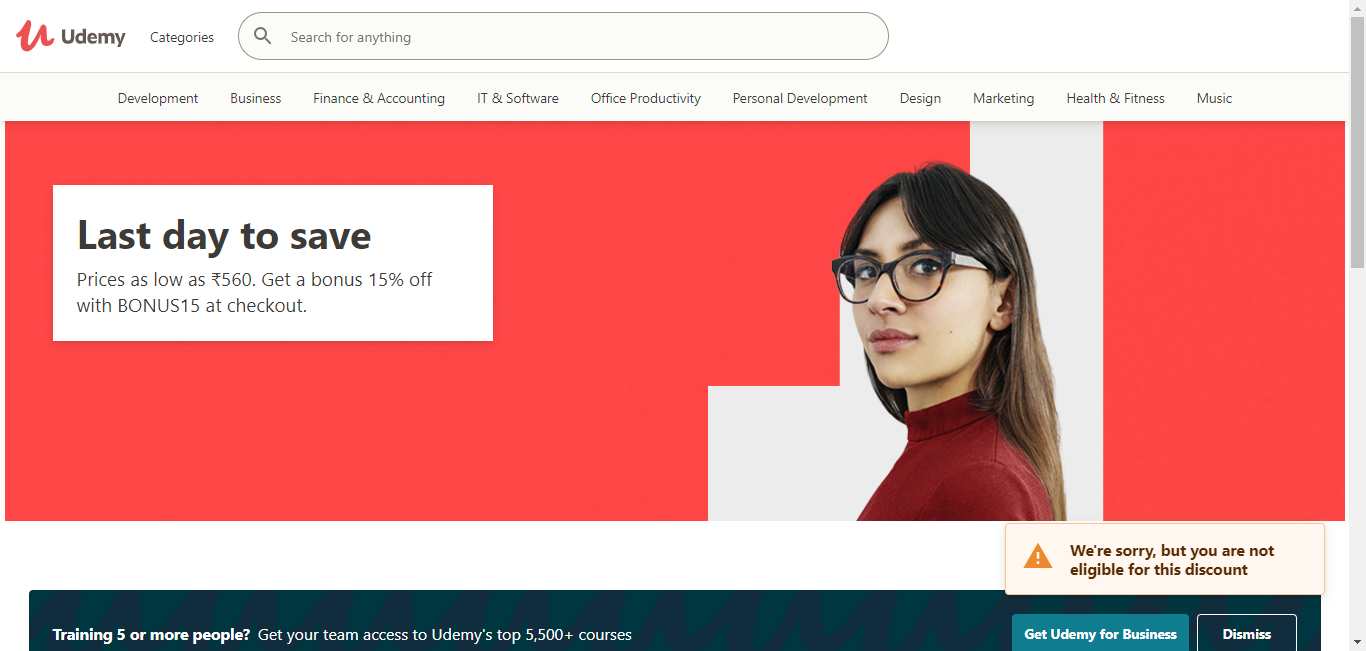 Udemy
Categories
Search for anything
Development Business Finance & Accounting IT & Software Office Productivity Personal Development Design Marketing Health & Fitness Music
Last day to save
Prices as low as ₹560. Get a bonus 15% off
with BONUS15 at checkout.
We're sorry, but you are not
eligible for this discount
Training 5 or more people? Get your team access to Udemy's top 5,500+ courses
Get Udemy for Business
Dismiss